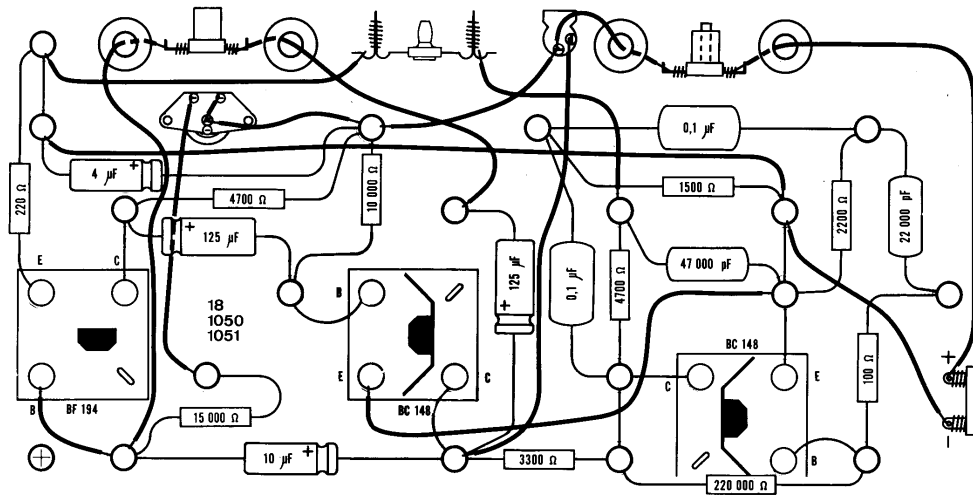 0,1 µF
4 µF
+
1500 Ω
220 Ω
4700 Ω
10 000 Ω
2200 Ω
22 000 pF
+
125 µF
125 µF
+
0,1 µF
4700 Ω
47 000 pF
E
C
B
18
1050
1051
BC 148
100 Ω
+
E
C
C
E
B
BF 194
BC 148
15 000 Ω
-
10 µF
+
3300 Ω
B
220 000 Ω